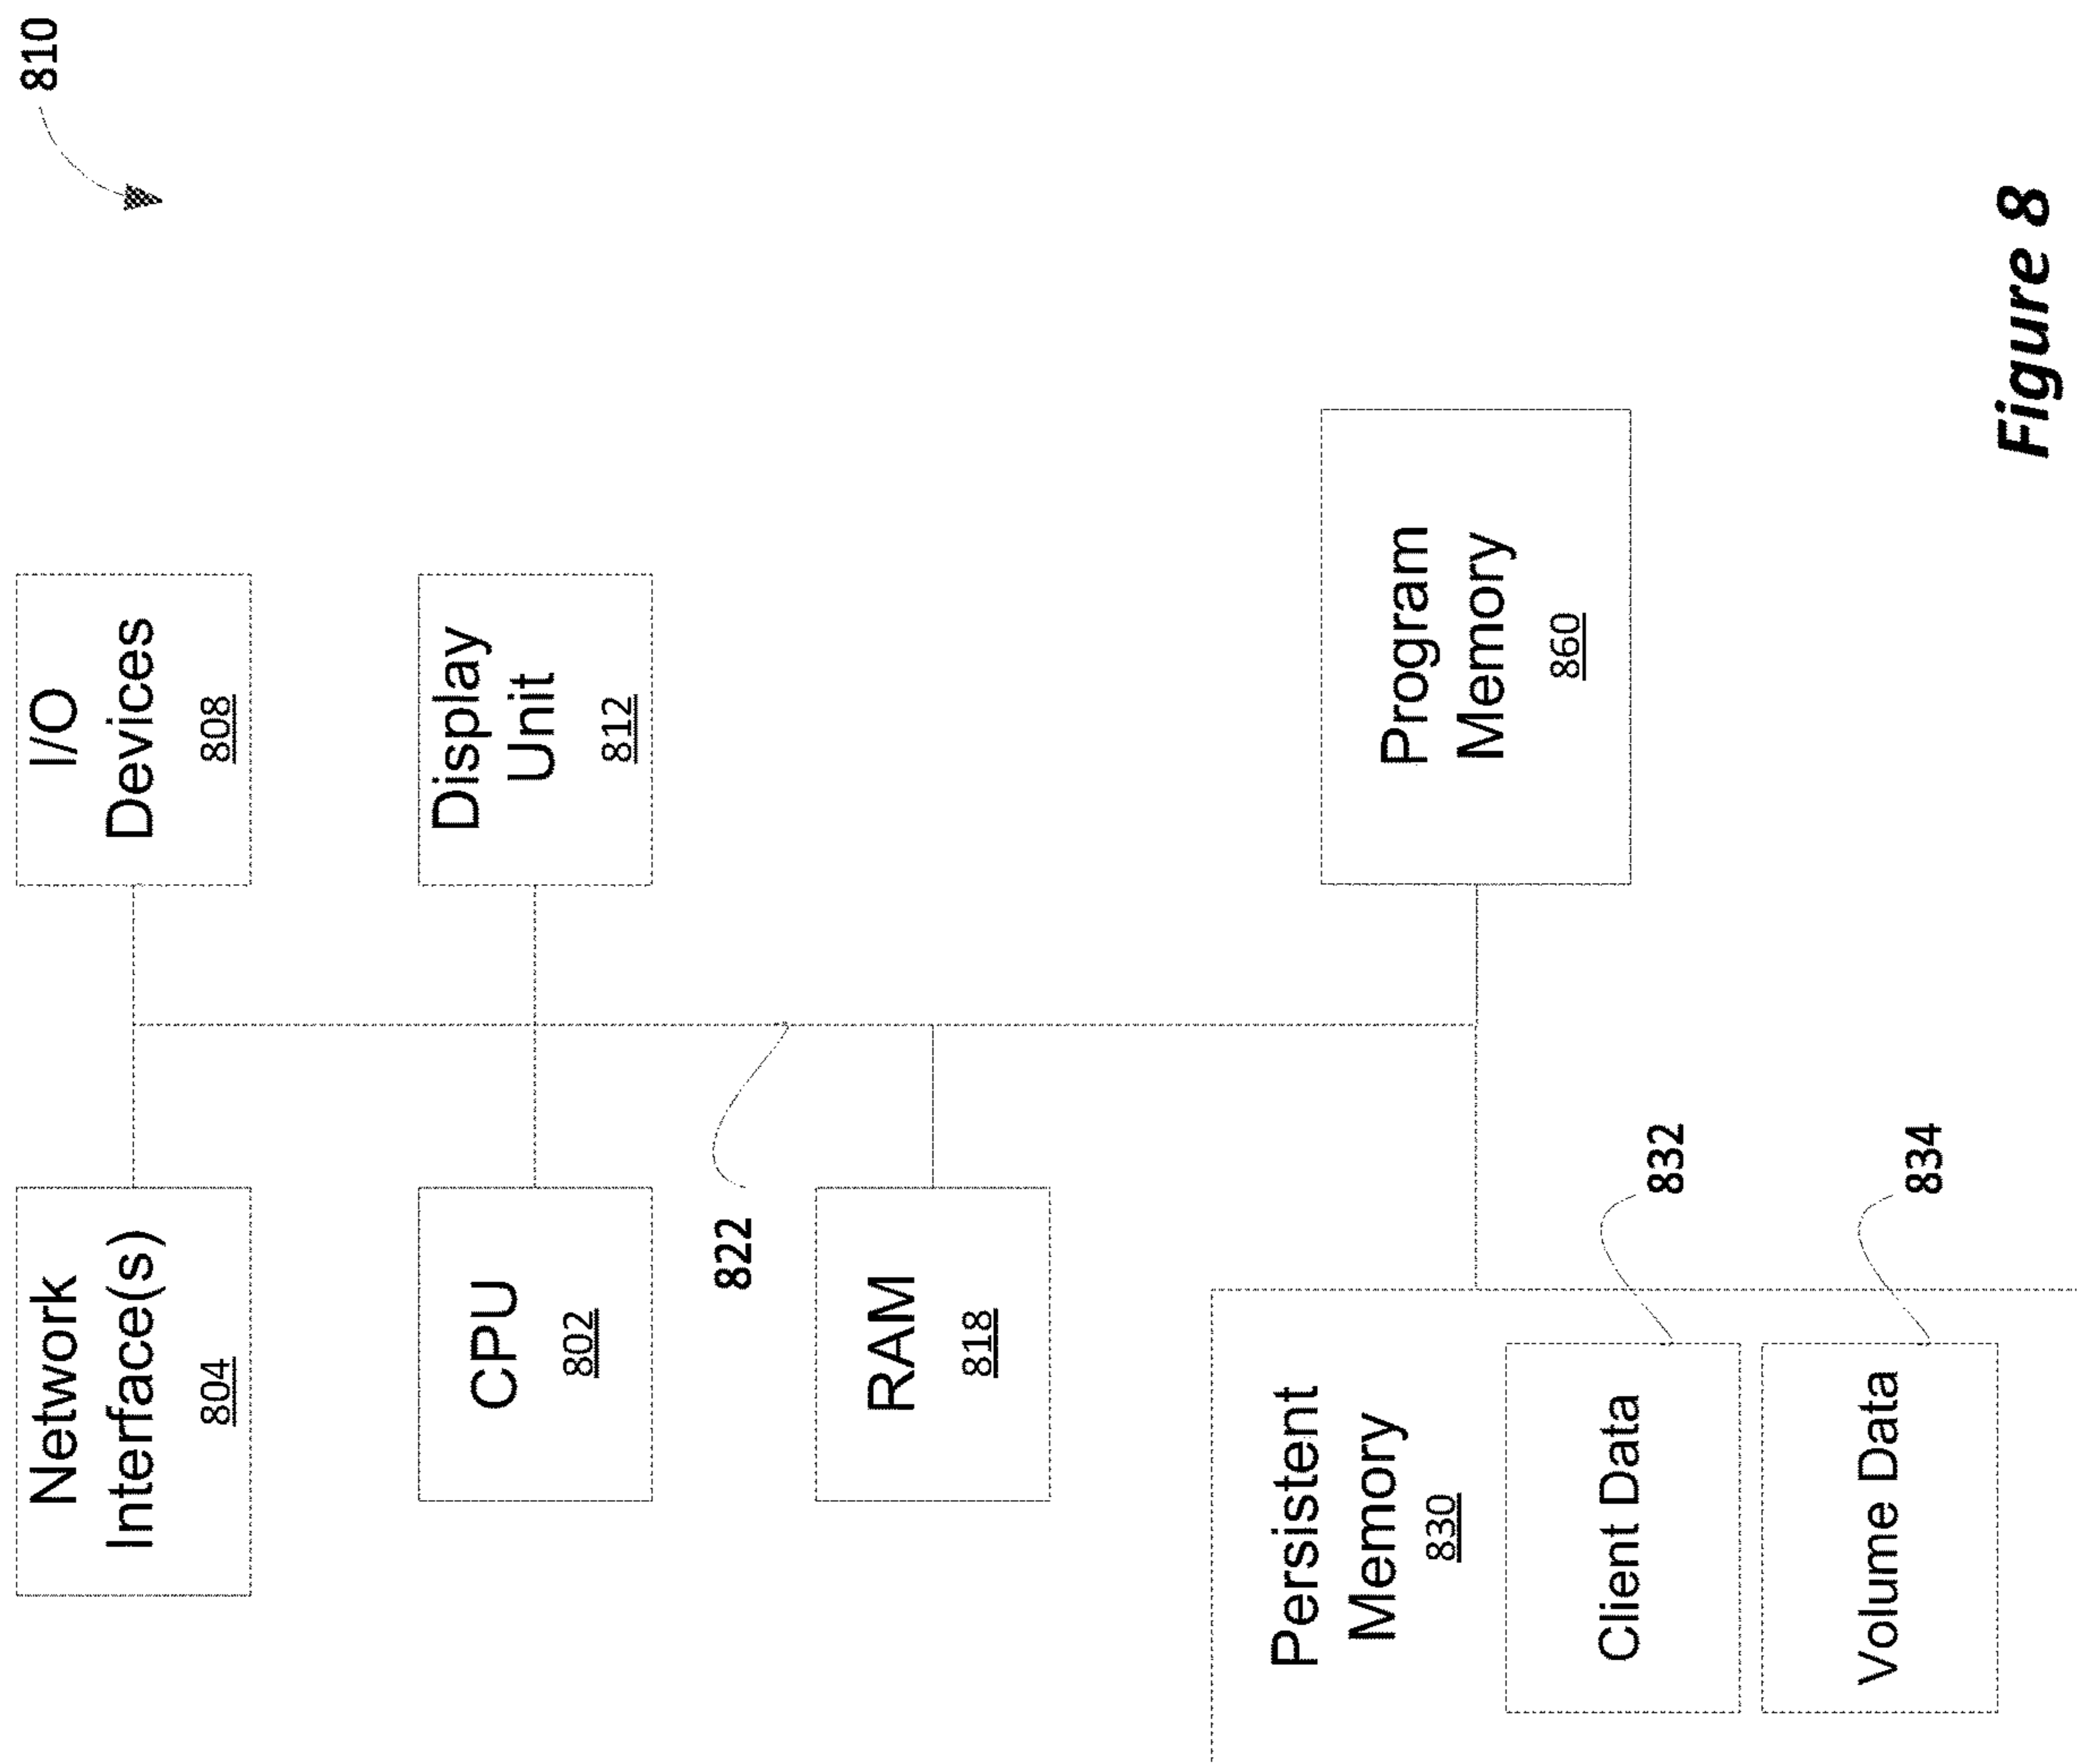 810
Network
Interface(s)
804
I/O
Devices
808
CPU
802
Display
Unit
812
822
RAM
818
Persistent
Memory
830
Program
Memory
860
Client Data
832
Volume Data
834
Figure 8